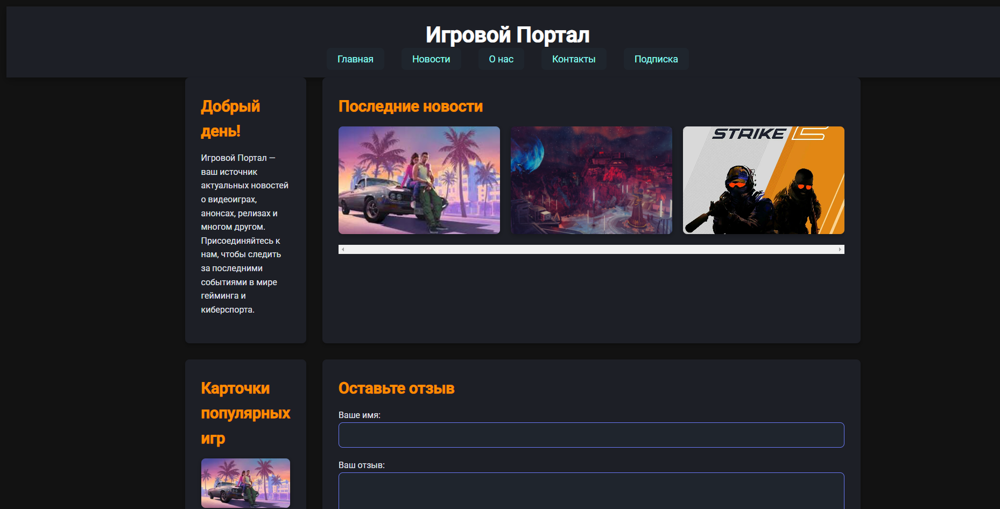 Игровой Портал
Главная
Новости
О нас
Контакты
Подписка
Добрый
день!
Игровой Портал —
ваш источник
актуальных новостей
о видеоиграх,
анонсах, релизах и
многом другом.
Присоединяйтесь к
нам, чтобы следить
за последними
событиями в мире
гейминга и
киберспорта.
Последние новости
STRIKE
Карточки
популярных
игр
Оставьте отзыв
Ваше имя:
Ваш отзыв: